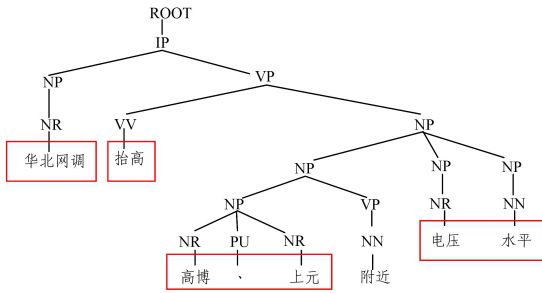 ROOT
IP
NP VP
NR VV NP
华北网调 抬高
NP NP NP
NP VP NR NN
电压 水平
NR PU NR NN
高博 、 上元 附近